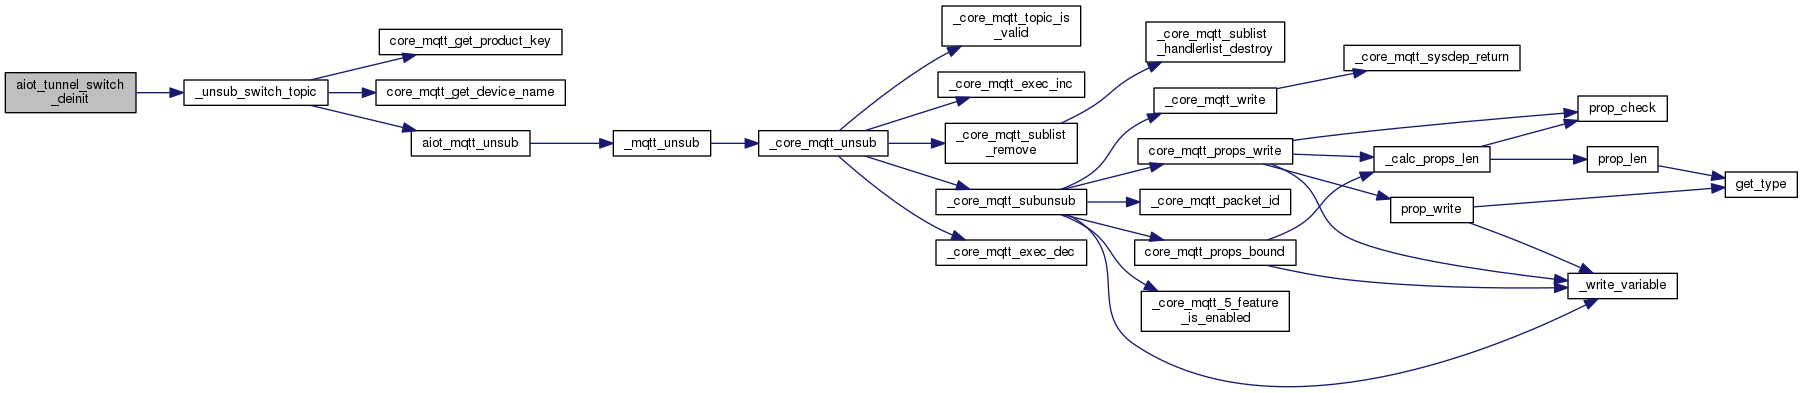 aiot_tunnel_switch
_deinit
_unsub_switch_topic
core_mqtt_get_product_key
core_mqtt_get_device_name
aiot_mqtt_unsub
_mqtt_unsub
_core_mqtt_unsub
_core_mqtt_topic_is
_valid
_core_mqtt_exec_inc
_core_mqtt_sublist
_remove
_core_mqtt_subunsub
_core_mqtt_exec_dec
_core_mqtt_sublist
_handlerlist_destroy
_core_mqtt_write
core_mqtt_props_write
_core_mqtt_packet_id
core_mqtt_props_bound
_core_mqtt_5_feature
_is_enabled
_core_mqtt_sysdep_return
_calc_props_len
prop_write
prop_check
prop_len
_write_variable
get_type